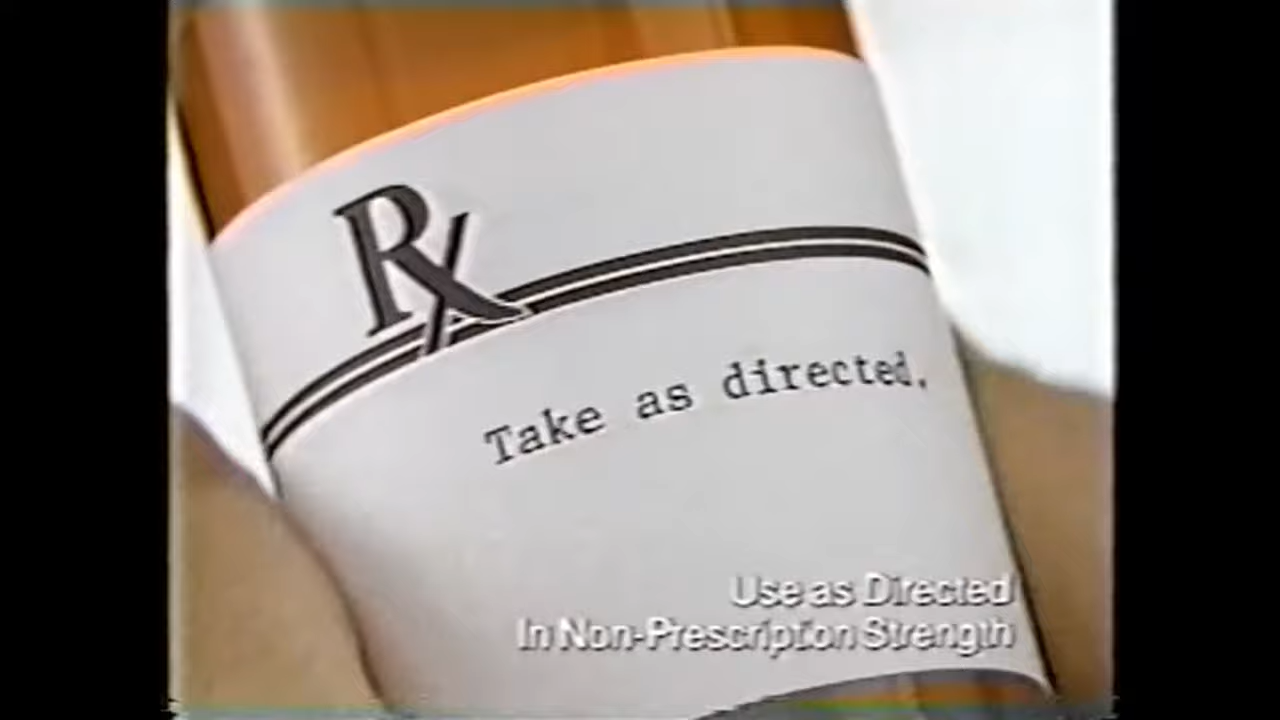 Rx
Take as directed.
Use as Directed
In Non-Prescription Strength